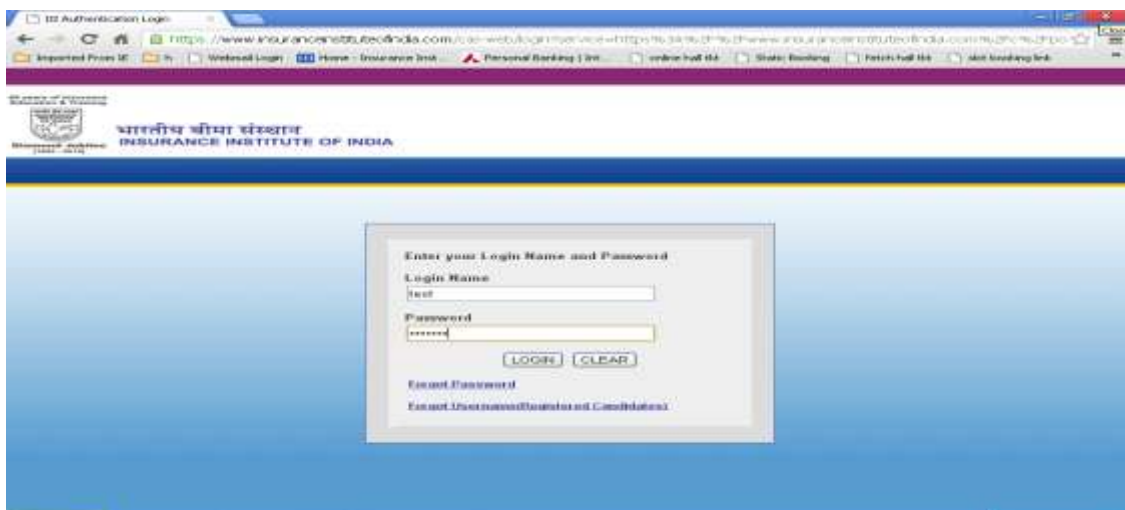 III Authentication Login
https://www.insuranceinstituteofindia.com/
Imported From IE
Webmail Login
Home - Insurance Inst...
Personal Banking | Int...
online hall tkt
Static Booking
Fetch hall tkt
slot booking link
भारतीय बीमा संस्थान
INSURANCE INSTITUTE OF INDIA
Enter your Login Name and Password
Login Name
test
Password
•••••••
LOGIN CLEAR
Forgot Password
Forgot Username(Registered Candidates)